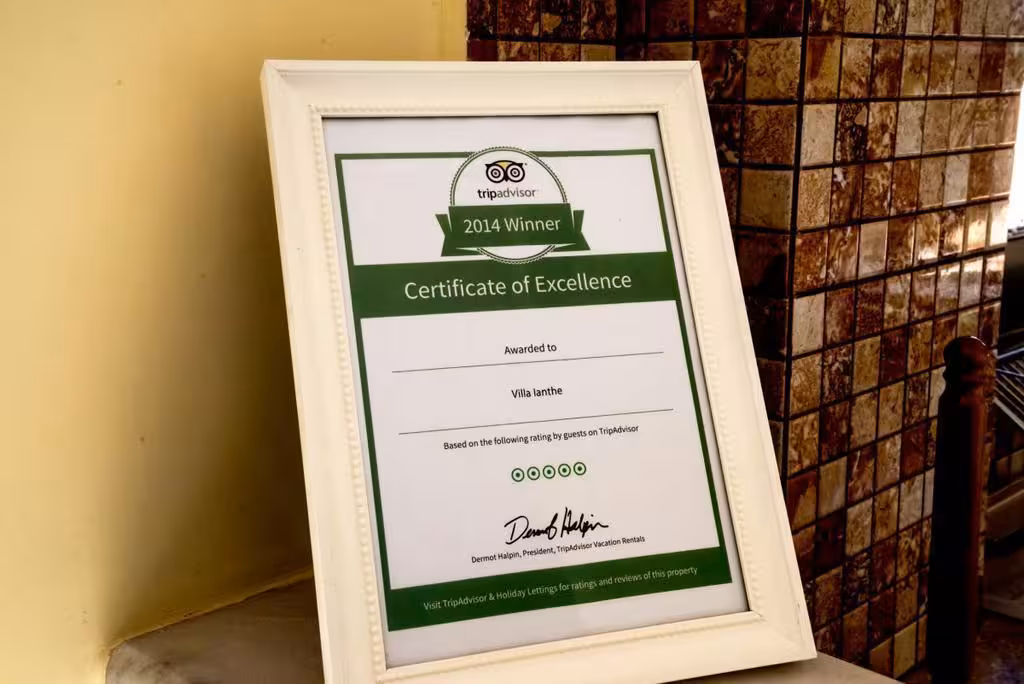 tripadvisor
2014 Winner
Certificate of Excellence
Awarded to
Villa Ianthe
Based on the following rating by guests on TripAdvisor
Dermot Halpin
Dermot Halpin, President, TripAdvisor Vacation Rentals
Visit TripAdvisor & Holiday Lettings for ratings and reviews of this property